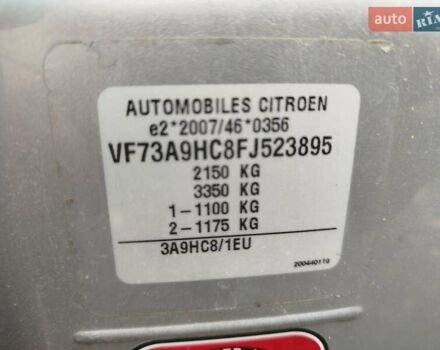 auto
RIA
AUTOMOBILES CITROEN
e2*2007/46*0356
VF73A9HC8FJ523895
2150 KG
3350 KG
1-1100 KG
2-1175 KG
3A9HC8/1EU
200440119